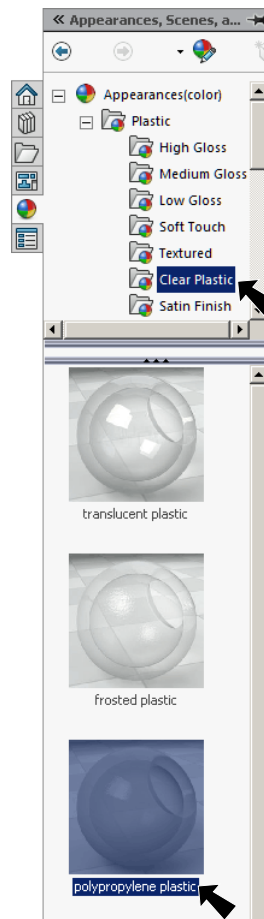 Appearances, Scenes, a...
Appearances(color)
Plastic
High Gloss
Medium Gloss
Low Gloss
Soft Touch
Textured
Clear Plastic
Satin Finish
translucent plastic
frosted plastic
polypropylene plastic